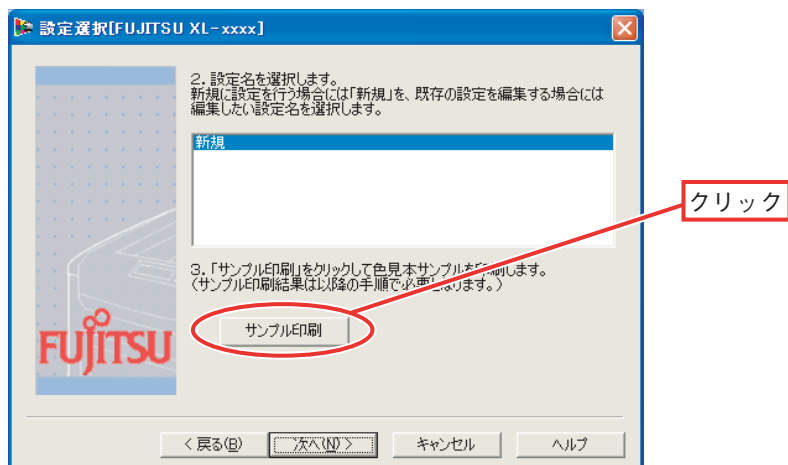 設定選択[FUJITSU XL-xxxx]
2. 設定名を選択します。
新規に設定を行う場合には「新規」を、既存の設定を編集する場合には
編集したい設定名を選択します。
新規
クリック
3. 「サンプル印刷」をクリックして色見本サンプルを印刷します。
(サンプル印刷結果は以降の手順で必要となります。)
サンプル印刷
FUJITSU
< 戻る(B)
次へ(N) >
キャンセル
ヘルプ